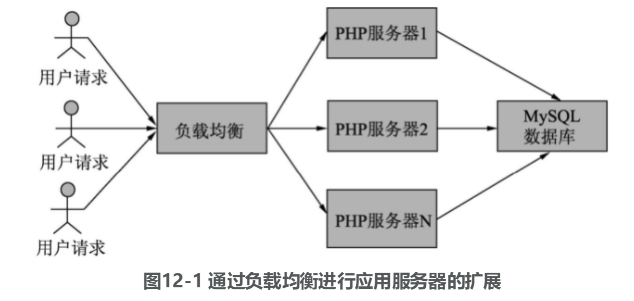 用户请求
用户请求
用户请求
负载均衡
PHP服务器1
PHP服务器2
PHP服务器N
MySQL
数据库
图12-1 通过负载均衡进行应用服务器的扩展